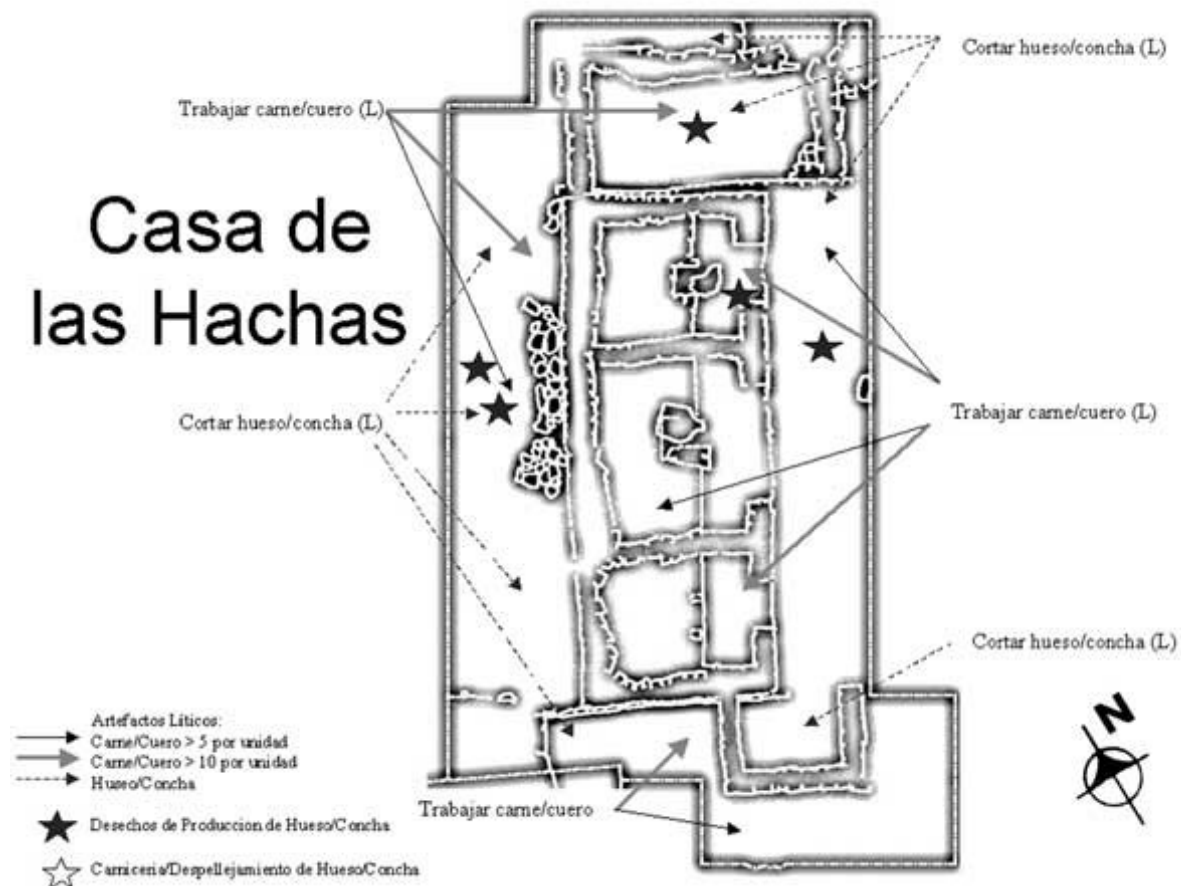 Cortar hueso/concha (L)
Trabajar carne/cuero (L)
Casa de
las Hachas
Cortar hueso/concha (L)
Trabajar carne/cuero (L)
Cortar hueso/concha (L)
N
Artefactos Líticos:
Carne/Cuero > 5 por unidad
Carne/Cuero > 10 por unidad
Hueso/Concha
Trabajar carne/cuero
Desechos de Produccion de Hueso/Concha
Carniceria/Despellejamiento de Hueso/Concha